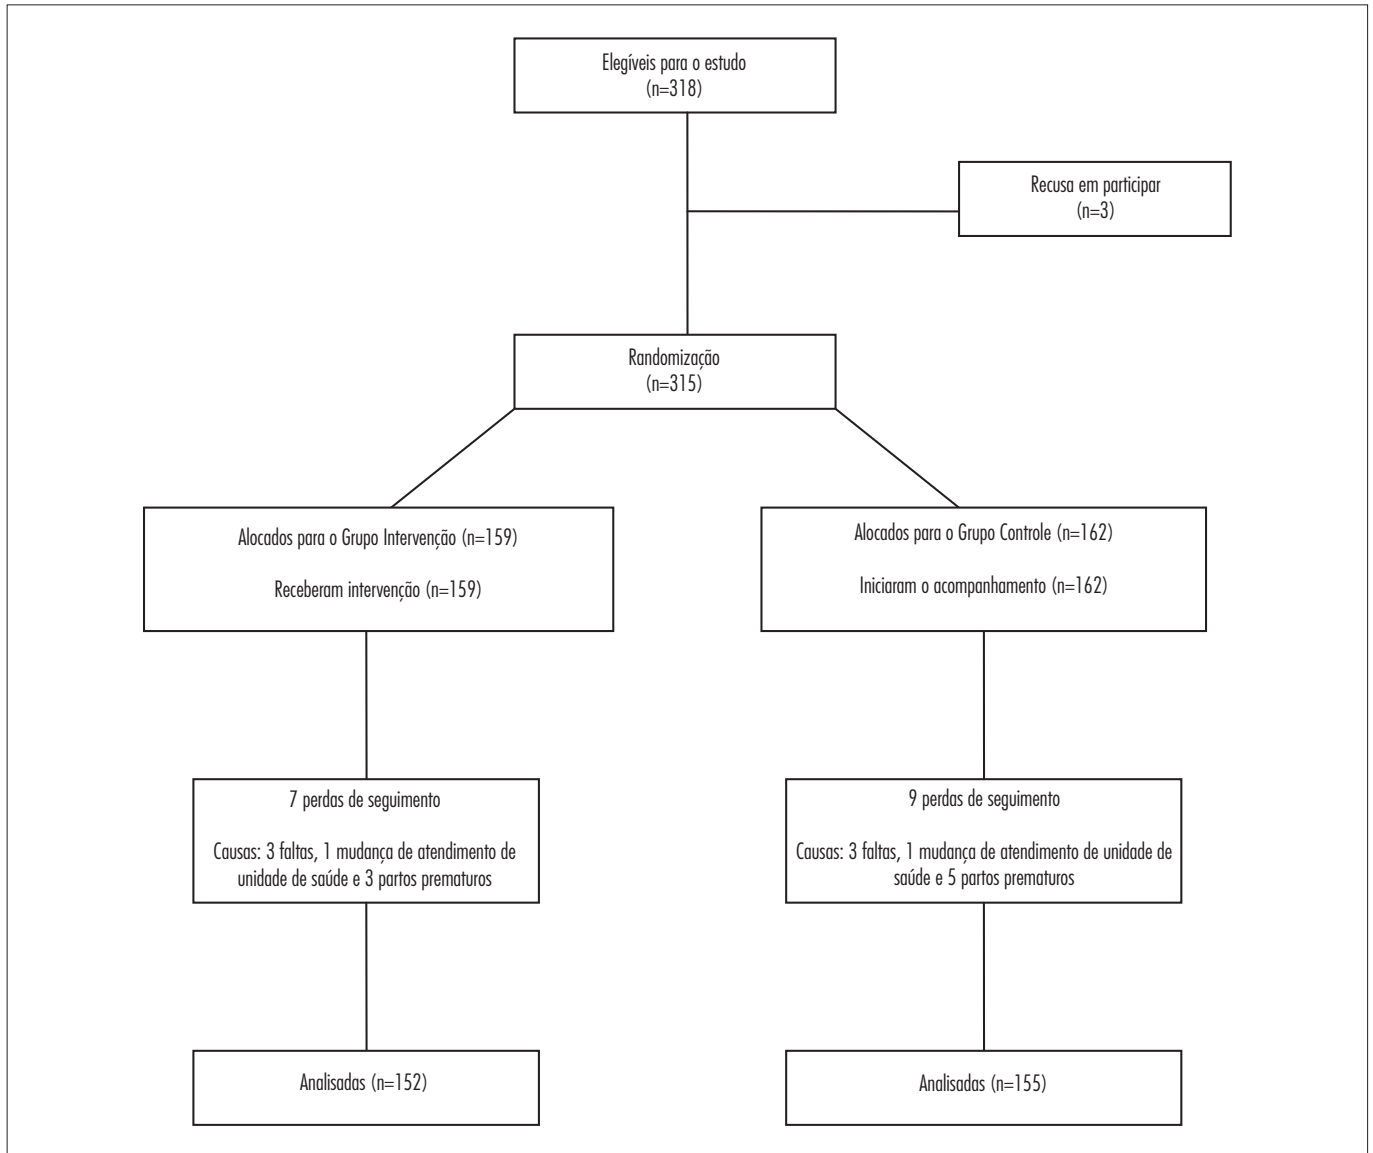 Elegíveis para o estudo
(n=318)
Recusa em participar
(n=3)
Randomização
(n=315)
Alocados para o Grupo Intervenção (n=159)
Receberam intervenção (n=159)
Alocados para o Grupo Controle (n=162)
Iniciaram o acompanhamento (n=162)
7 perdas de seguimento
Causas: 3 faltas, 1 mudança de atendimento de
unidade de saúde e 3 partos prematuros
9 perdas de seguimento
Causas: 3 faltas, 1 mudança de atendimento de unidade de
saúde e 5 partos prematuros
Analisadas (n=152)
Analisadas (n=155)